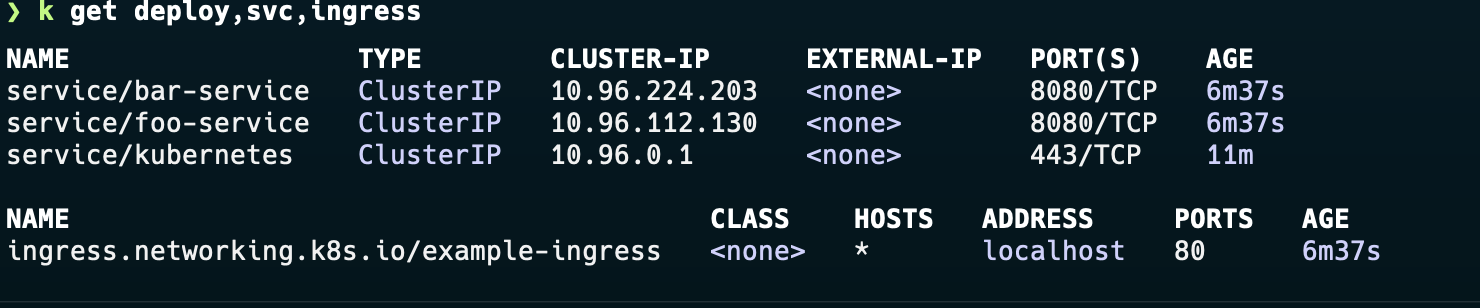 ❯ k get deploy,svc,ingress
NAME TYPE CLUSTER-IP EXTERNAL-IP PORT(S) AGE
service/bar-service ClusterIP 10.96.224.203 <none> 8080/TCP 6m37s
service/foo-service ClusterIP 10.96.112.130 <none> 8080/TCP 6m37s
service/kubernetes ClusterIP 10.96.0.1 <none> 443/TCP 11m
NAME CLASS HOSTS ADDRESS PORTS AGE
ingress.networking.k8s.io/example-ingress <none> * localhost 80 6m37s